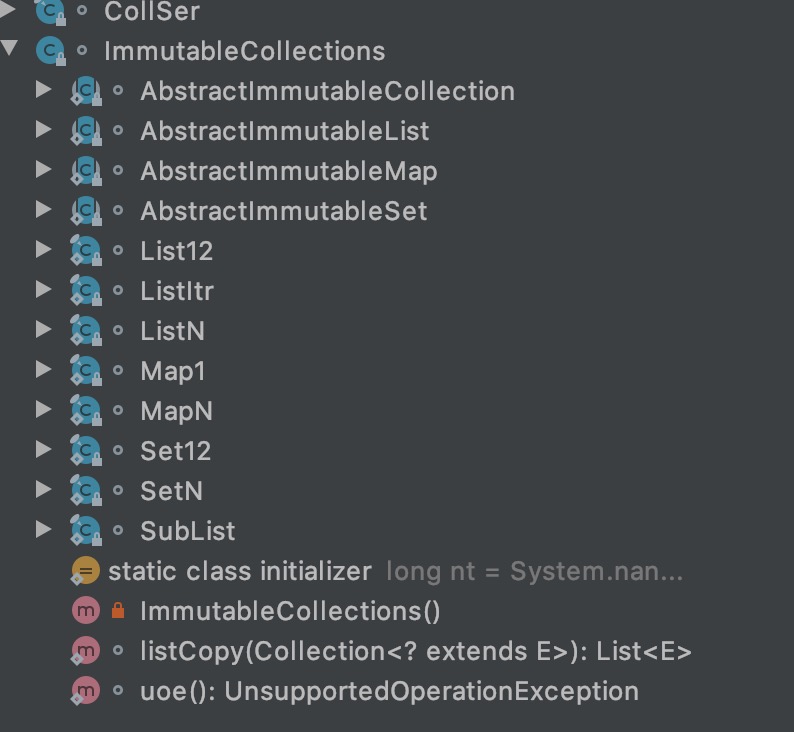 CollSer
ImmutableCollections
AbstractImmutableCollection
AbstractImmutableList
AbstractImmutableMap
AbstractImmutableSet
List12
ListItr
ListN
Map1
MapN
Set12
SetN
SubList
static class initializer long nt = System.nan...
ImmutableCollections()
listCopy(Collection<? extends E>): List<E>
uoe(): UnsupportedOperationException